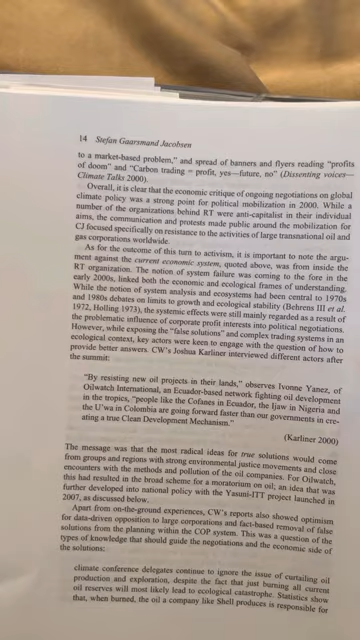 14 Stefan Gaarsmand Jacobsen
to a market-based problem,” and spread of banners and flyers reading “profits
of doom” and “Carbon trading = profit, yes—future, no” (Dissenting voices—
Climate Talks 2000).
Overall, it is clear that the economic critique of ongoing negotiations on global
climate policy was a strong point for political mobilization in 2000. While a
number of the organizations behind RT were anti-capitalist in their individual
aims, the communication and protests made public around the mobilization for
CJ focused specifically on resistance to the activities of large transnational oil and
gas corporations worldwide.
As for the outcome of this turn to activism, it is important to note the argu-
ment against the current economic system, quoted above, was from inside the
RT organization. The notion of system failure was coming to the fore in the
early 2000s, linked both the economic and ecological frames of understanding.
While the notion of system analysis and ecosystems had been central to 1970s
and 1980s debates on limits to growth and ecological stability (Behrens III et al.
1972, Holling 1973), the systemic effects were still mainly regarded as a result of
the problematic influence of corporate profit interests into political negotiations.
However, while exposing the “false solutions” and complex trading systems in an
ecological context, key actors were keen to engage with the question of how to
provide better answers. CW’s Joshua Karliner interviewed different actors after
the summit:
“By resisting new oil projects in their lands,” observes Ivonne Yanez, of
Oilwatch International, an Ecuador-based network fighting oil development
in the tropics, “people like the Cofanes in Ecuador, the Ijaw in Nigeria and
the U’wa in Colombia are going forward faster than our governments in cre-
ating a true Clean Development Mechanism.”
(Karliner 2000)
The message was that the most radical ideas for true solutions would come
from groups and regions with strong environmental justice movements and close
encounters with the methods and pollution of the oil companies. For Oilwatch,
this had resulted in the broad scheme for a moratorium on oil; an idea that was
further developed into national policy with the Yasuní-ITT project launched in
2007, as discussed below.
Apart from on-the-ground experiences, CW’s reports also showed optimism
for data-driven opposition to large corporations and fact-based removal of false
solutions from the planning within the COP system. This was a question of the
types of knowledge that should guide the negotiations and the economic side of
the solutions:
climate conference delegates continue to ignore the issue of curtailing oil
production and exploration, despite the fact that just burning all current
oil reserves will most likely lead to ecological catastrophe. Statistics show
that, when burned, the oil a company like Shell produces is responsible for